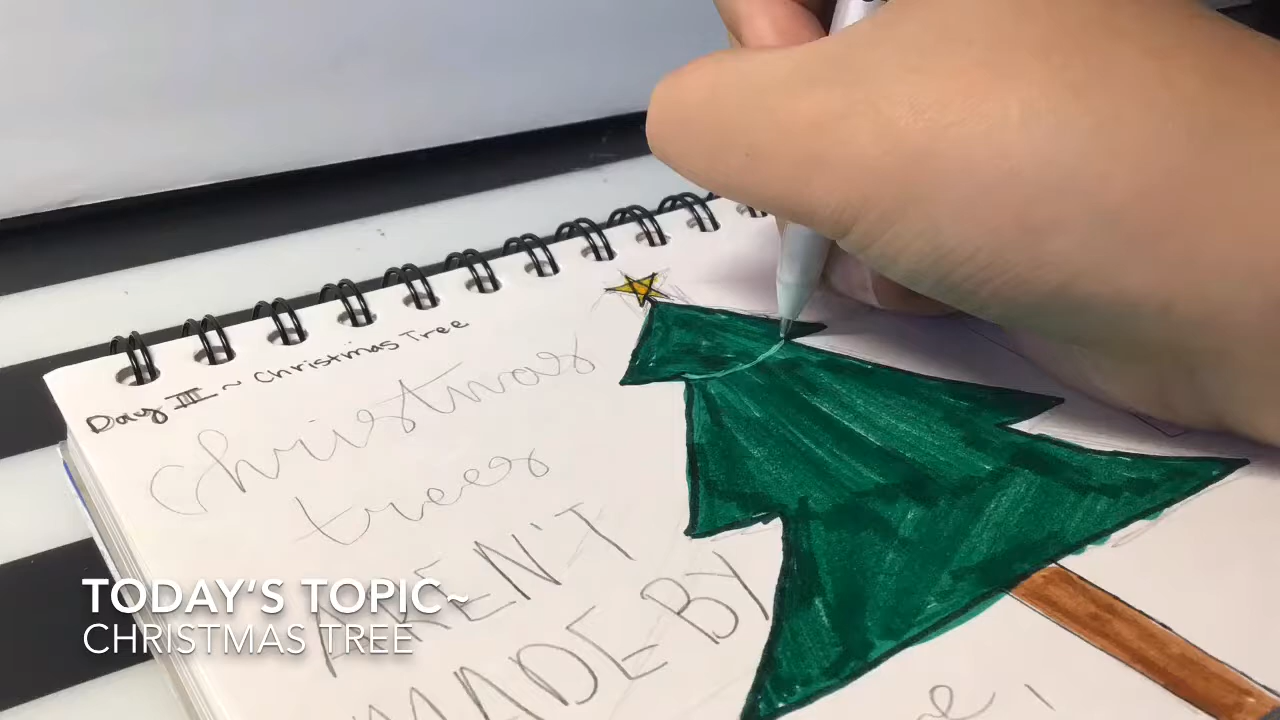 Day III ~ Christmas Tree
Christmas
trees
AREN'T
MADE BY
TODAY'S TOPIC~
CHRISTMAS TREE